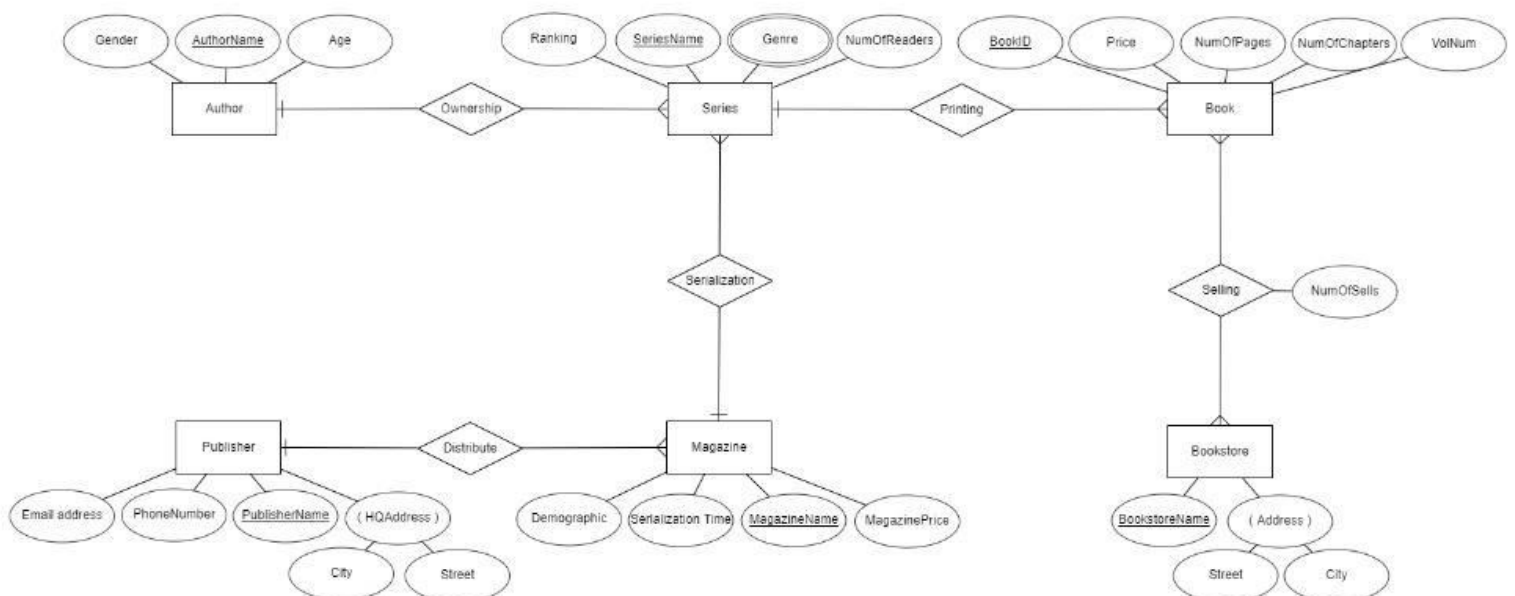 Gender
AuthorName
Age
Ranking
SeriesName
Genre
NumOfReaders
BookID
Price
NumOfPages
NumOfChapters
VolNum
Author
Ownership
Series
Printing
Book
Serialization
Selling
NumOfSells
Publisher
Distribute
Magazine
Bookstore
Email address
PhoneNumber
PublisherName
( HQAddress )
Demographic
Serialization Time
MagazineName
MagazinePrice
BookstoreName
( Address )
City
Street
Street
City